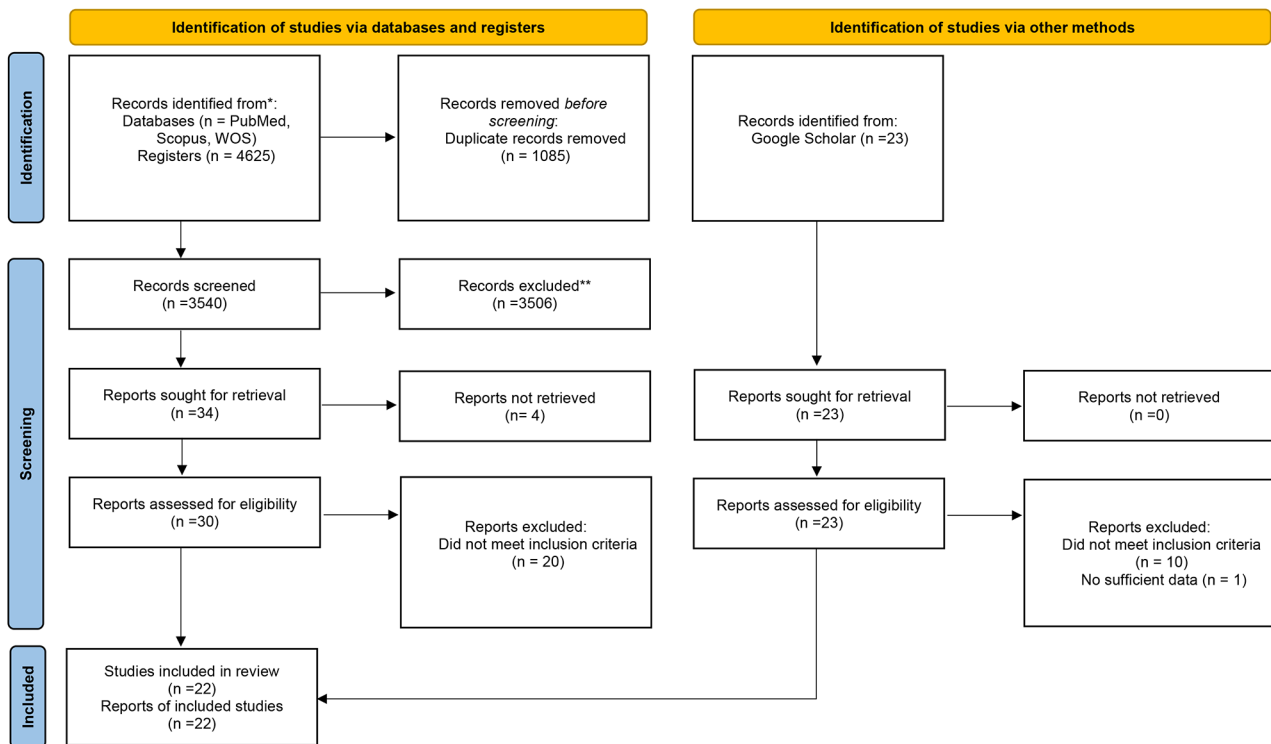 Identification of studies via databases and registers
Identification of studies via other methods
Identification
Records identified from*:
Databases (n = PubMed,
Scopus, WOS)
Registers (n = 4625)
Records removed before
screening:
Duplicate records removed
(n = 1085)
Records identified from:
Google Scholar (n =23)
Screening
Records screened
(n =3540)
Records excluded**
(n =3506)
Reports sought for retrieval
(n =34)
Reports not retrieved
(n= 4)
Reports sought for retrieval
(n =23)
Reports not retrieved
(n =0)
Reports assessed for eligibility
(n =30)
Reports excluded:
Did not meet inclusion criteria
(n = 20)
Reports assessed for eligibility
(n =23)
Reports excluded:
Did not meet inclusion criteria
(n = 10)
No sufficient data (n = 1)
Included
Studies included in review
(n =22)
Reports of included studies
(n =22)